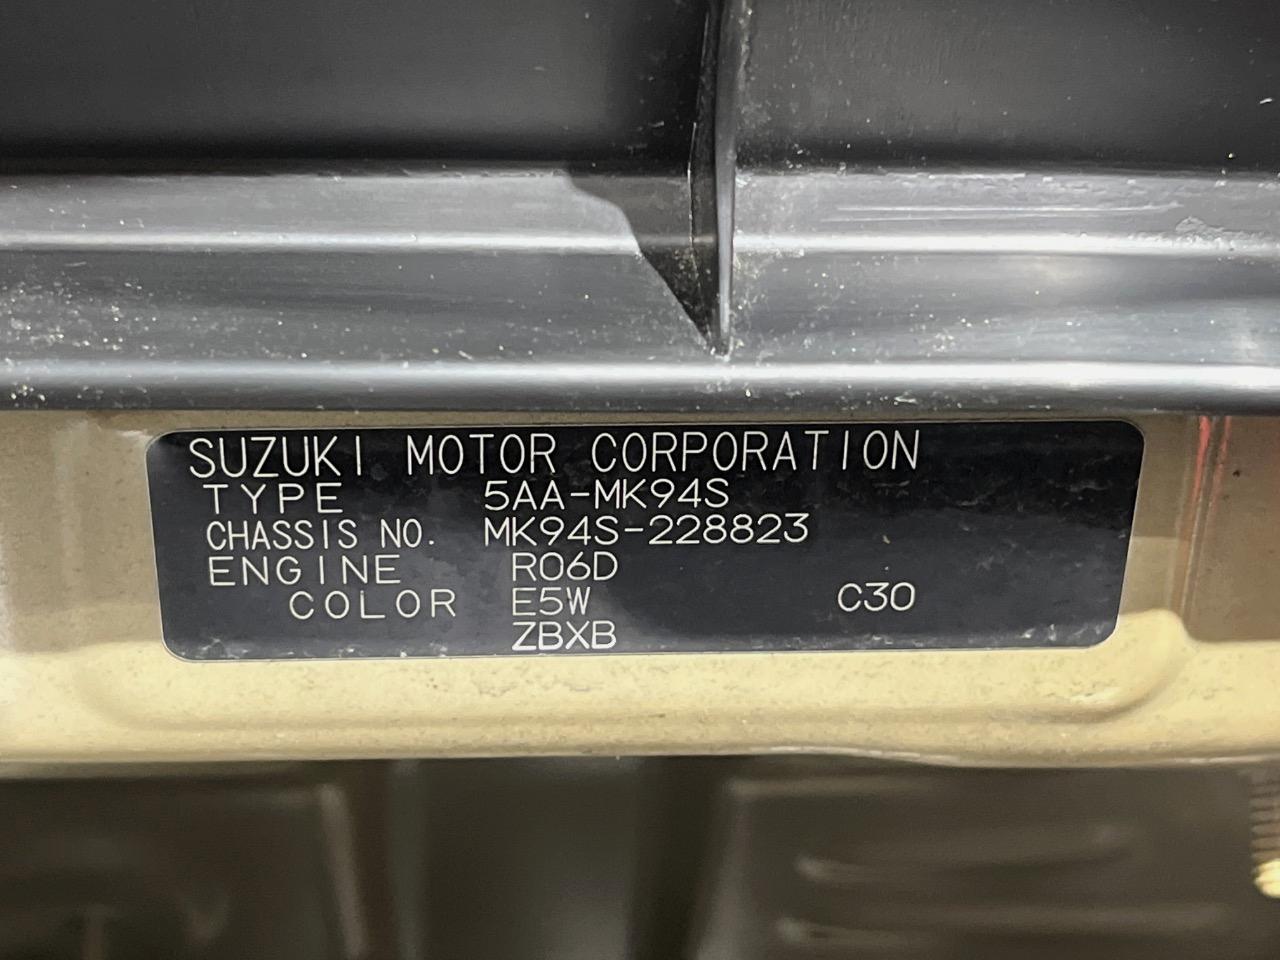 SUZUKI MOTOR CORPORATION
TYPE 5AA-MK94S
CHASSIS NO. MK94S-228823
ENGINE R06D
COLOR E5W C30
ZBXB